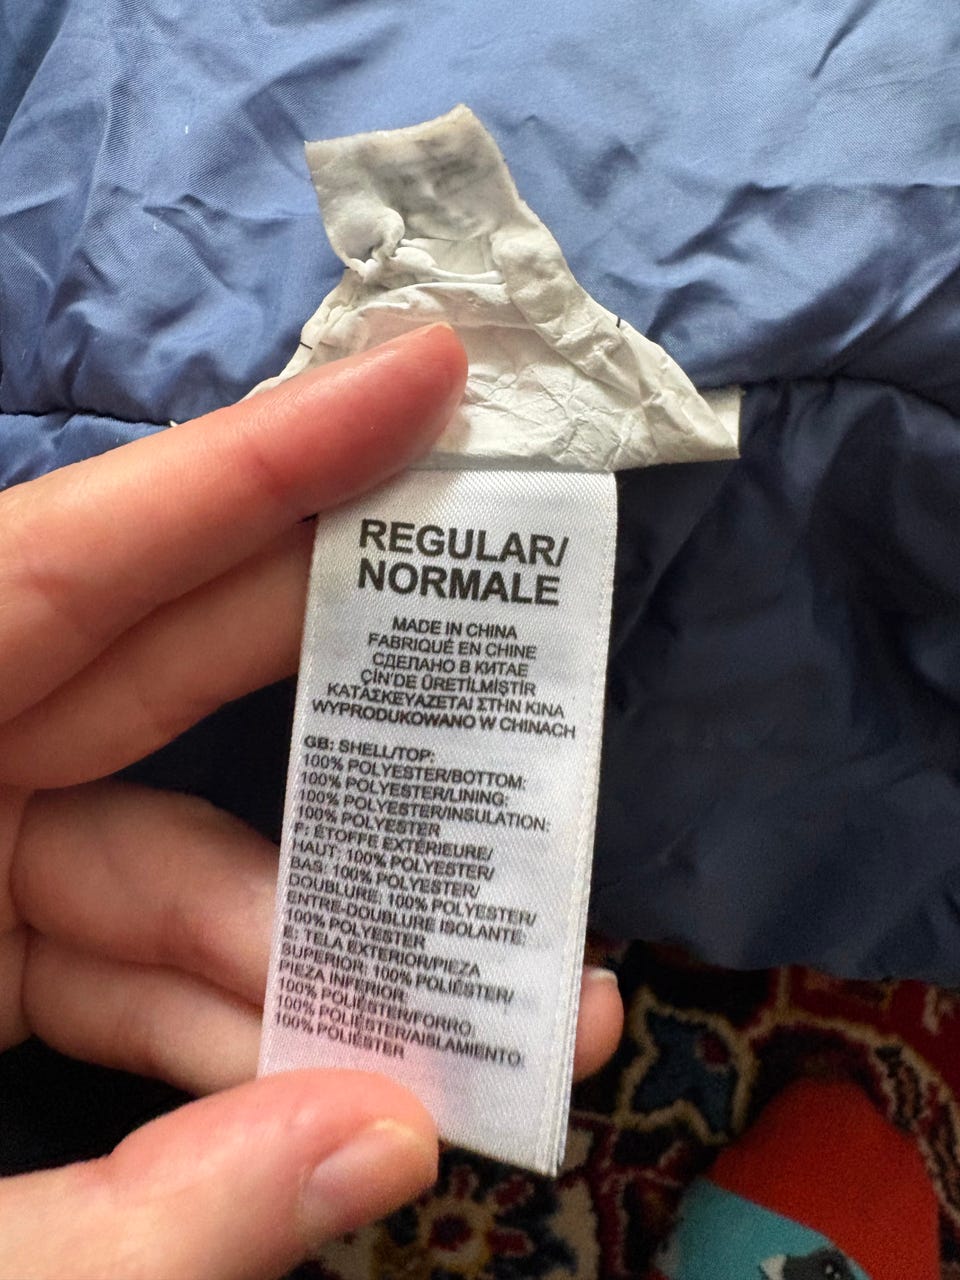 REGULAR/
NORMALE
MADE IN CHINA
FABRIQUÉ EN CHINE
СДЕЛАНО В КИТАЕ
ÇİN'DE ÜRETİLMİŞTİR
ΚΑΤΑΣΚΕΥΑΖΕΤΑΙ ΣΤΗΝ ΚΙΝΑ
WYPRODUKOWANO W CHINACH
GB: SHELL/TOP:
100% POLYESTER/BOTTOM:
100% POLYESTER/LINING:
100% POLYESTER/INSULATION:
100% POLYESTER
F: ÉTOFFE EXTÉRIEURE/
HAUT: 100% POLYESTER/
BAS: 100% POLYESTER/
DOUBLURE: 100% POLYESTER/
ENTRE-DOUBLURE ISOLANTE:
100% POLYESTER
E: TELA EXTERIOR/PIEZA
SUPERIOR: 100% POLIÉSTER/
PIEZA INFERIOR:
100% POLIÉSTER/FORRO:
100% POLIÉSTER/AISLAMIENTO:
100% POLIÉSTER